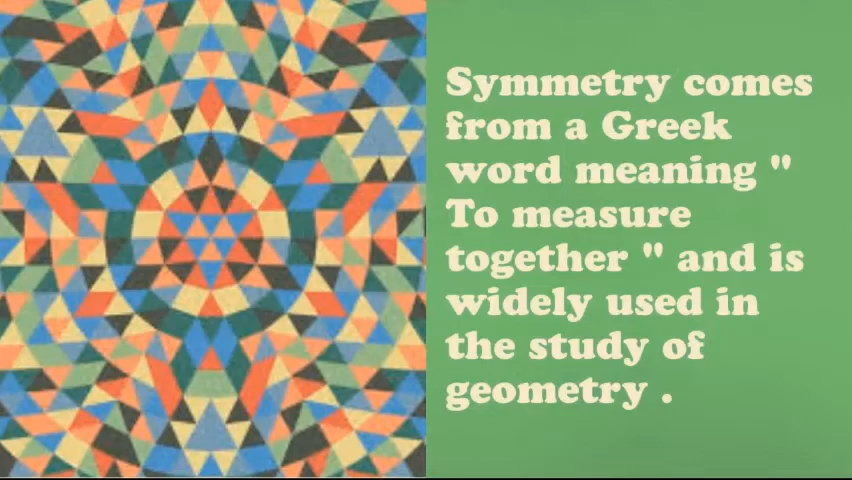 Symmetry comes
from a Greek
word meaning "
To measure
together " and is
widely used in
the study of
geometry .